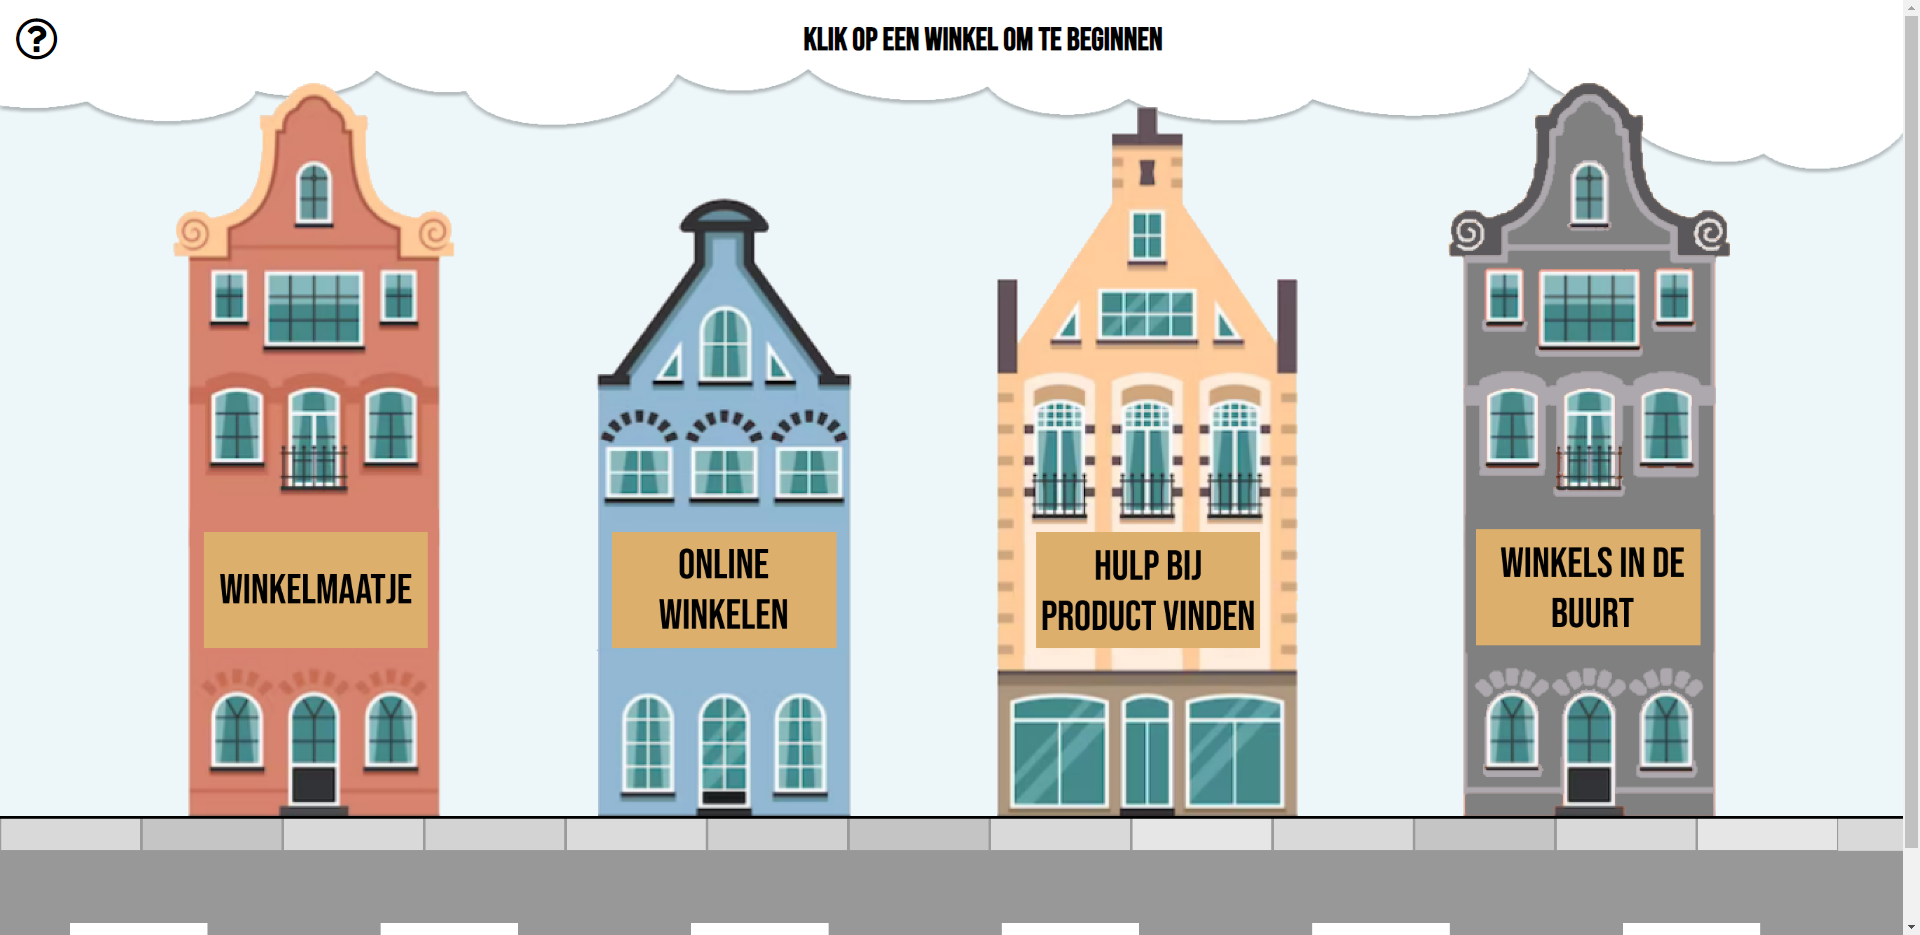 ?
KLIK OP EEN WINKEL OM TE BEGINNEN
WINKELMAATJE
ONLINE
WINKELEN
HULP BIJ
PRODUCT VINDEN
WINKELS IN DE
BUURT